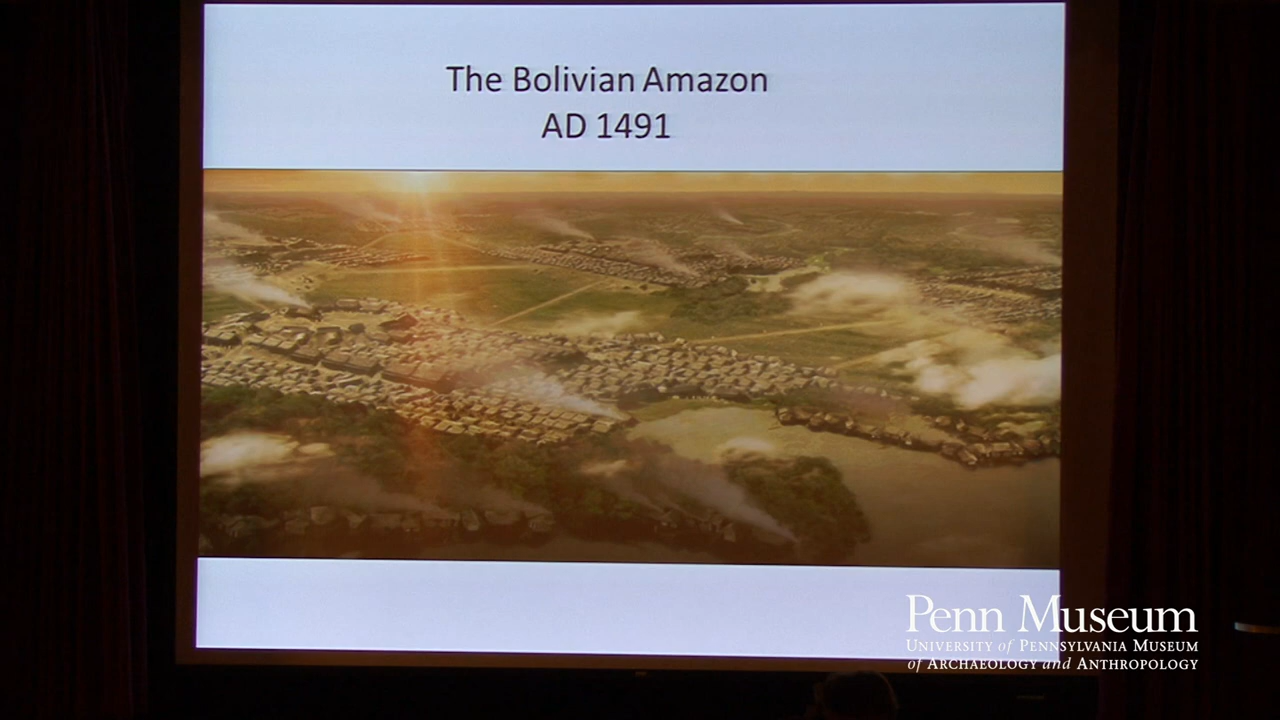 The Bolivian Amazon
AD 1491
Penn Museum
University of Pennsylvania Museum
of Archaeology and Anthropology